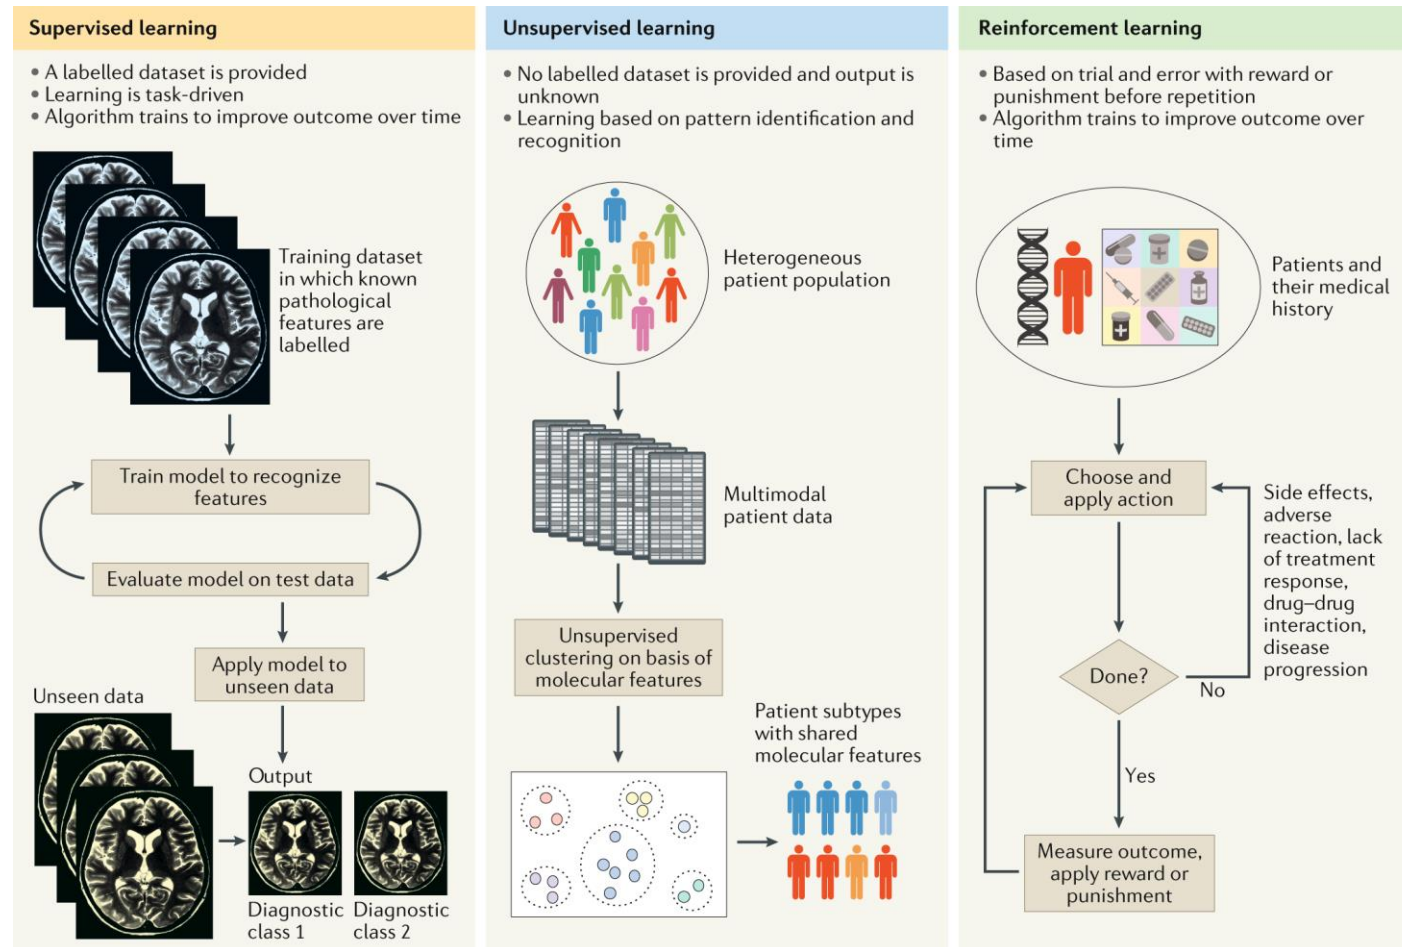 Supervised learning
• A labelled dataset is provided
• Learning is task-driven
• Algorithm trains to improve outcome over time
Training dataset
in which known
pathological
features are
labelled
Train model to recognize
features
Evaluate model on test data
Apply model to
unseen data
Unseen data
Output
Diagnostic
class 1
Diagnostic
class 2
Unsupervised learning
• No labelled dataset is provided and output is
unknown
• Learning based on pattern identification and
recognition
Heterogeneous
patient population
Multimodal
patient data
Unsupervised
clustering on basis of
molecular features
Patient subtypes
with shared
molecular features
Reinforcement learning
• Based on trial and error with reward or
punishment before repetition
• Algorithm trains to improve outcome over
time
Patients and
their medical
history
Choose and
apply action
Side effects,
adverse
reaction, lack
of treatment
response,
drug–drug
interaction,
disease
progression
Done?
No
Yes
Measure outcome,
apply reward or
punishment